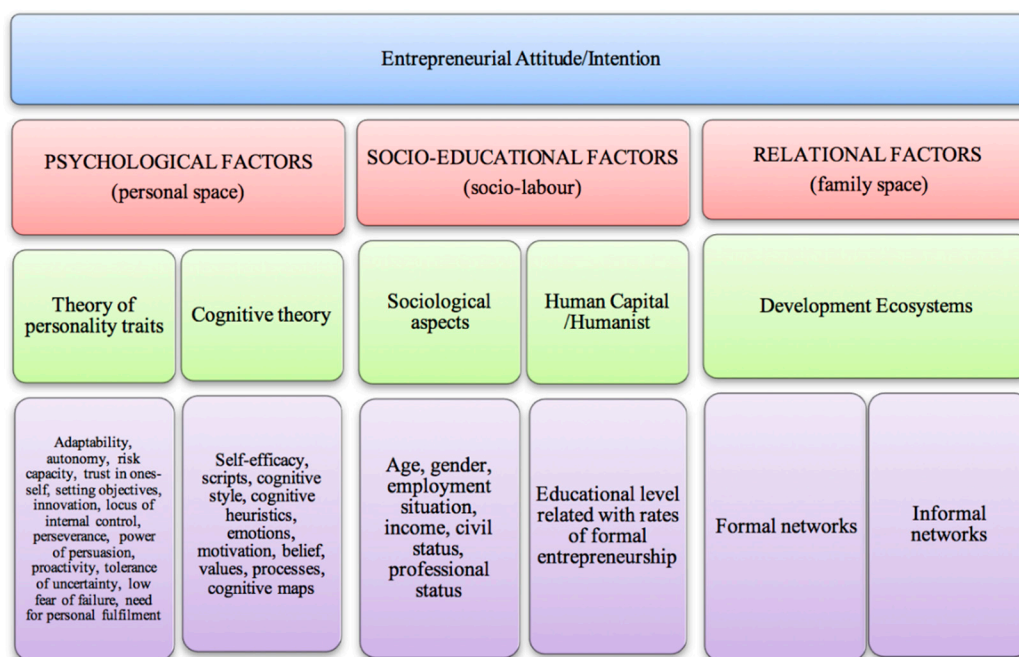 Entrepreneurial Attitude/Intention
PSYCHOLOGICAL FACTORS
(personal space)
SOCIO-EDUCATIONAL FACTORS
(socio-labour)
RELATIONAL FACTORS
(family space)
Theory of
personality traits
Cognitive theory
Sociological
aspects
Human Capital
/Humanist
Development Ecosystems
Adaptability,
autonomy, risk
capacity, trust in ones-
self, setting objectives,
innovation, locus of
internal control,
perseverance, power
of persuasion,
proactivity, tolerance
of uncertainty, low
fear of failure, need
for personal fulfilment
Self-efficacy,
scripts, cognitive
style, cognitive
heuristics,
emotions,
motivation, belief,
values, processes,
cognitive maps
Age, gender,
employment
situation,
income, civil
status,
professional
status
Educational level
related with rates
of formal
entrepreneurship
Formal networks
Informal
networks